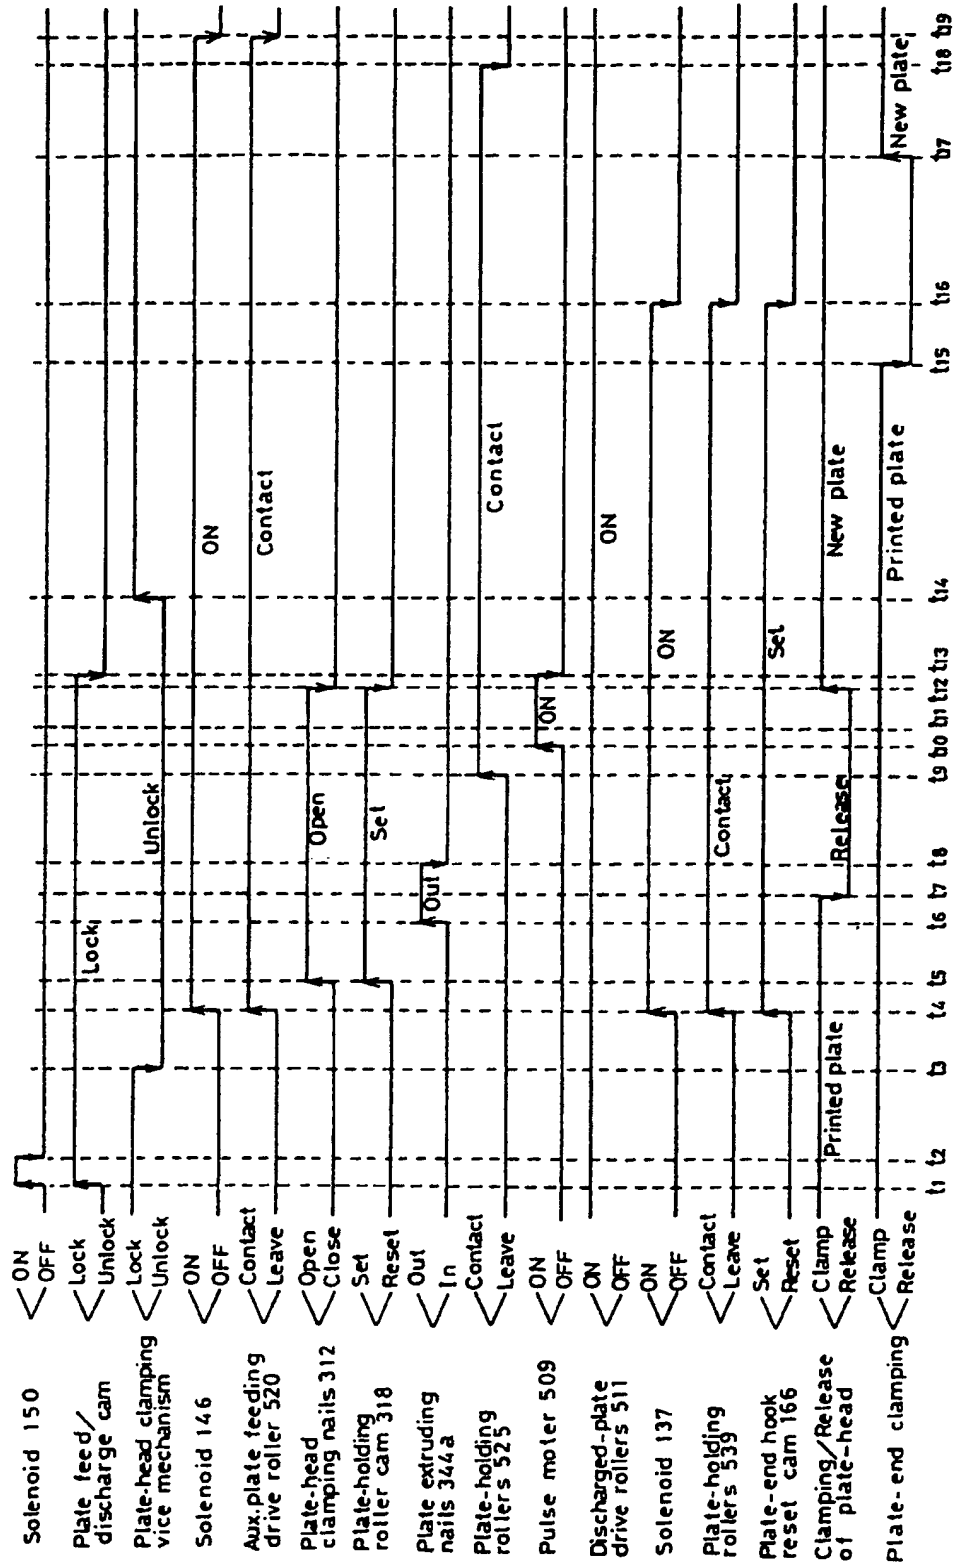 Solenoid 150
ON
OFF
Plate feed/
discharge cam
Lock
Unlock
Lock
Plate-head clamping
vice mechanism
Lock
Unlock
Unlock
Solenoid 146
ON
OFF
ON
Aux.plate feeding
drive roller 520
Contact
Leave
Contact
Plate-head
clamping nails 312
Open
Close
Open
Plate-holding
roller cam 318
Set
Reset
Set
Plate extruding
nails 344a
Out
In
Out
Plate-holding
rollers 525
Contact
Leave
Contact
Pulse moter 509
ON
OFF
ON
Discharged-plate
drive rollers 511
ON
OFF
ON
Solenoid 137
ON
OFF
ON
Plate-holding
rollers 539
Contact
Leave
Contact
Plate-end hook
reset cam 166
Set
Reset
Set
Clamping/Release
of plate-head
Clamp
Release
Printed plate
Release
New plate
Plate-end clamping
Clamp
Release
Printed plate
New plate
t1 t2 t3 t4 t5 t6 t7 t8 t9 t10 t11 t12 t13 t14 t15 t16 t17 t18 t19